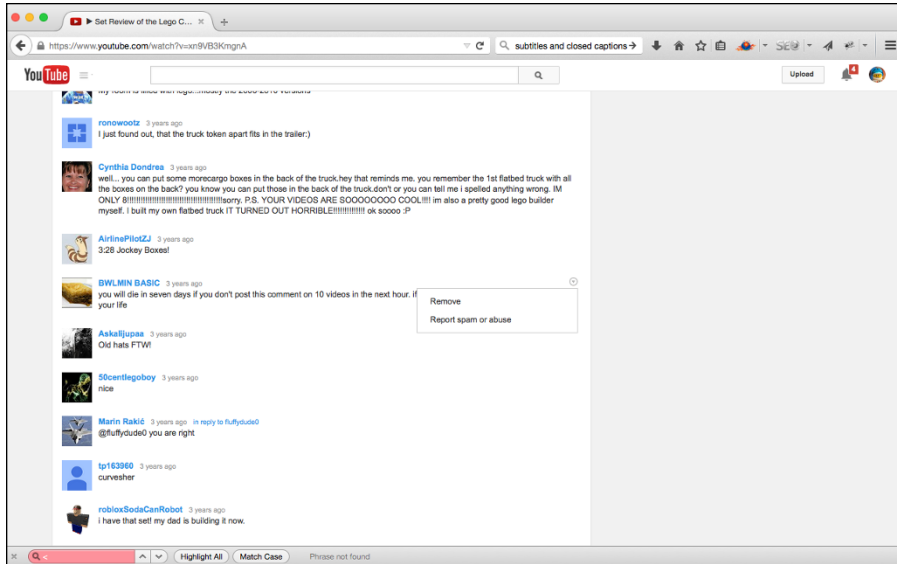 Set Review of the Lego C...
https://www.youtube.com/watch?v=xn9VB3KmgnA
subtitles and closed captions
SEO
YouTube
Upload
4
My room is filled with
ronowootz 3 years ago
I just found out, that the truck token apart fits in the trailer:)
Cynthia Dondrea 3 years ago
well... you can put some morecargo boxes in the back of the truck.hey that reminds me. you remember the 1st flatbed truck with all
the boxes on the back? you know you can put those in the back of the truck.don't or you can tell me i spelled anything wrong. IM
ONLY 8!!!!!!!!!!!!!!!!!!!!!!!!!!!!!!!!!!!!!!!!!!!sorry. P.S. YOUR VIDEOS ARE SOOOOOOOO COOL!!!! im also a pretty good lego builder
myself. I built my own flatbed truck IT TURNED OUT HORRIBLE!!!!!!!!!!!!! ok soooo :P
AirlinePilotZJ 3 years ago
3:28 Jockey Boxes!
BWLMIN BASIC 3 years ago
you will die in seven days if you don't post this comment on 10 videos in the next hour. if
your life
Remove
Report spam or abuse
Askalijupaa 3 years ago
Old hats FTW!
50centlegoboy 3 years ago
nice
Marin Rakić 3 years ago in reply to fluffydude0
@fluffydude0 you are right
tp163960 3 years ago
curvesher
robloxSodaCanRobot 3 years ago
i have that set! my dad is building it now.
<
Highlight All
Match Case
Phrase not found